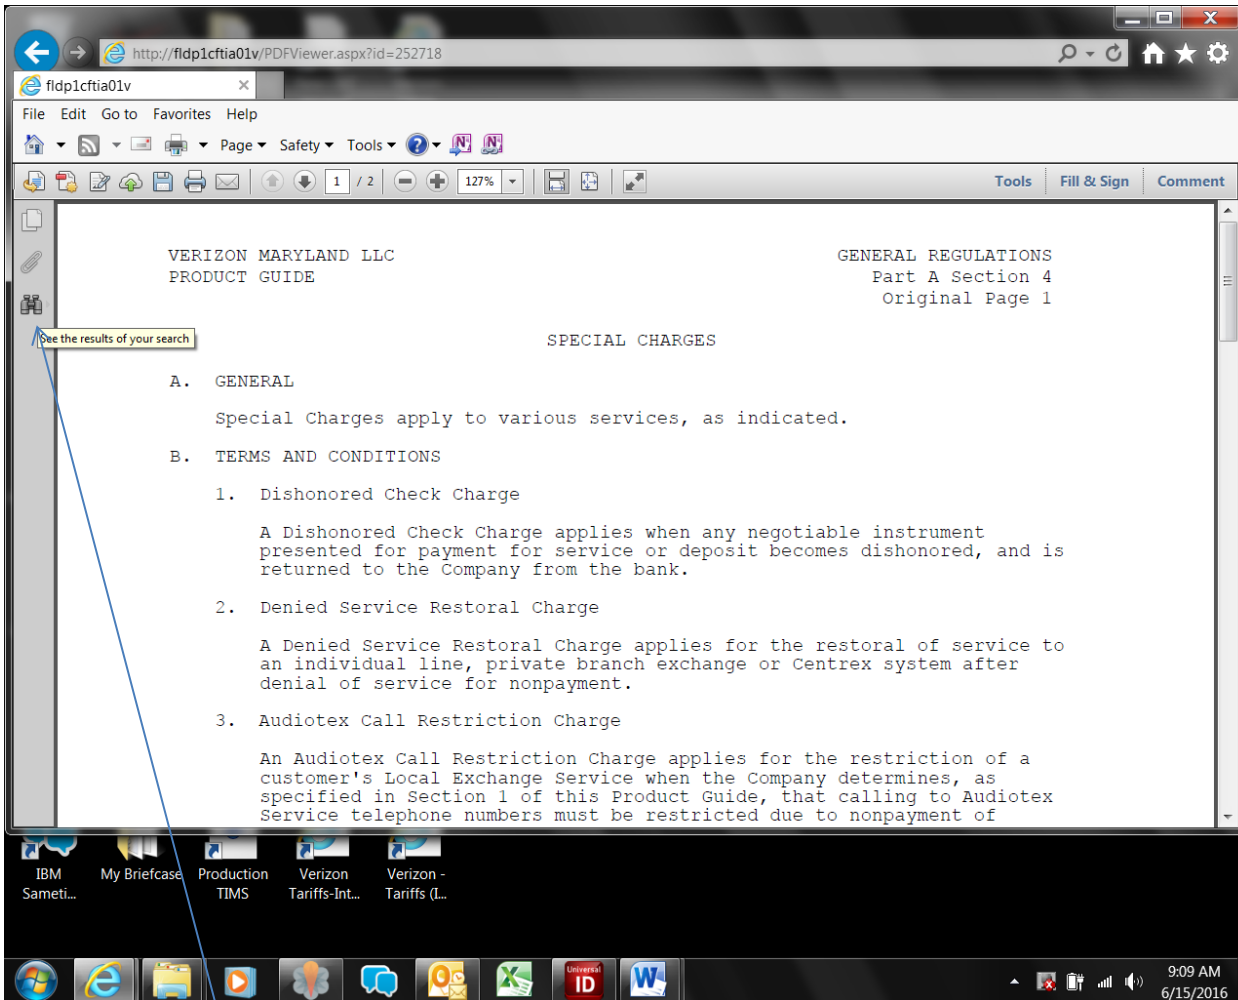 http://fldp1cftia01v/PDFViewer.aspx?id=252718
fldp1cftia01v
File Edit Go to Favorites Help
Page Safety Tools
1 / 2 127% Tools Fill & Sign Comment
VERIZON MARYLAND LLC GENERAL REGULATIONS
PRODUCT GUIDE Part A Section 4
Original Page 1
See the results of your search
SPECIAL CHARGES
A. GENERAL
Special Charges apply to various services, as indicated.
B. TERMS AND CONDITIONS
1. Dishonored Check Charge
A Dishonored Check Charge applies when any negotiable instrument
presented for payment for service or deposit becomes dishonored, and is
returned to the Company from the bank.
2. Denied Service Restoral Charge
A Denied Service Restoral Charge applies for the restoral of service to
an individual line, private branch exchange or Centrex system after
denial of service for nonpayment.
3. Audiotex Call Restriction Charge
An Audiotex Call Restriction Charge applies for the restriction of a
customer's Local Exchange Service when the Company determines, as
specified in Section 1 of this Product Guide, that calling to Audiotex
Service telephone numbers must be restricted due to nonpayment of
IBM My Briefcase Production Verizon Verizon -
Sameti... TIMS Tariffs-Int... Tariffs (I...
Universal
ID
9:09 AM
6/15/2016